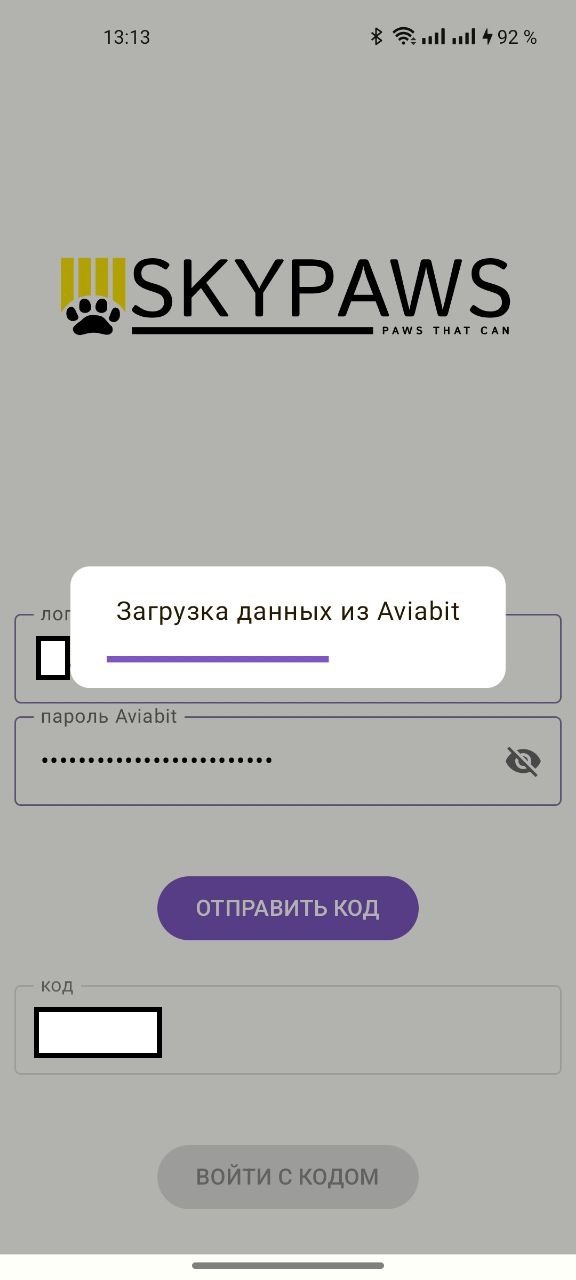 13:13
92 %
SKYPAWS
PAWS THAT CAN
Загрузка данных из Aviabit
лог
пароль Aviabit
•••••••••••••••••••••••••
ОТПРАВИТЬ КОД
код
ВОЙТИ С КОДОМ